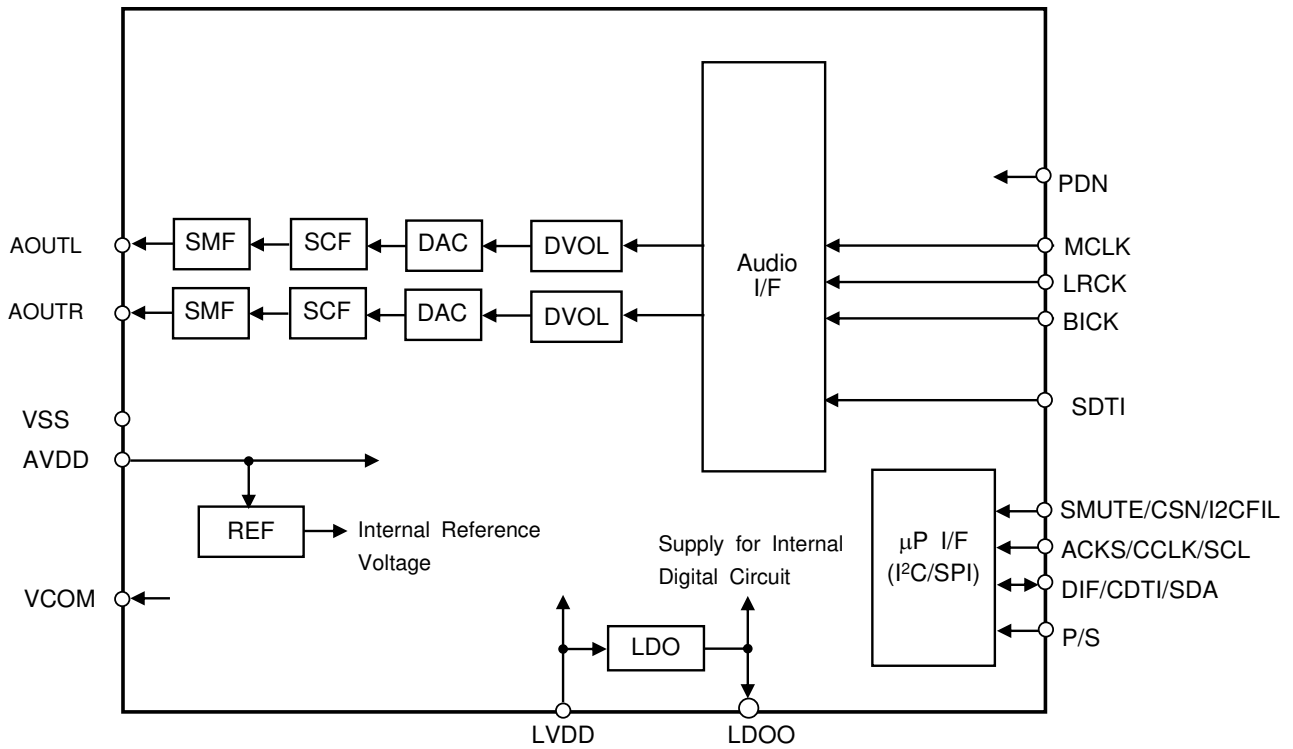 PDN
AOUTL
SMF
SCF
DAC
DVOL
Audio
I/F
MCLK
LRCK
AOUTR
SMF
SCF
DAC
DVOL
BICK
SDTI
VSS
AVDD
REF
Internal Reference
Voltage
VCOM
Supply for Internal
Digital Circuit
LDO
LVDD
LDOO
μP I/F
(I²C/SPI)
SMUTE/CSN/I2CFIL
ACKS/CCLK/SCL
DIF/CDTI/SDA
P/S